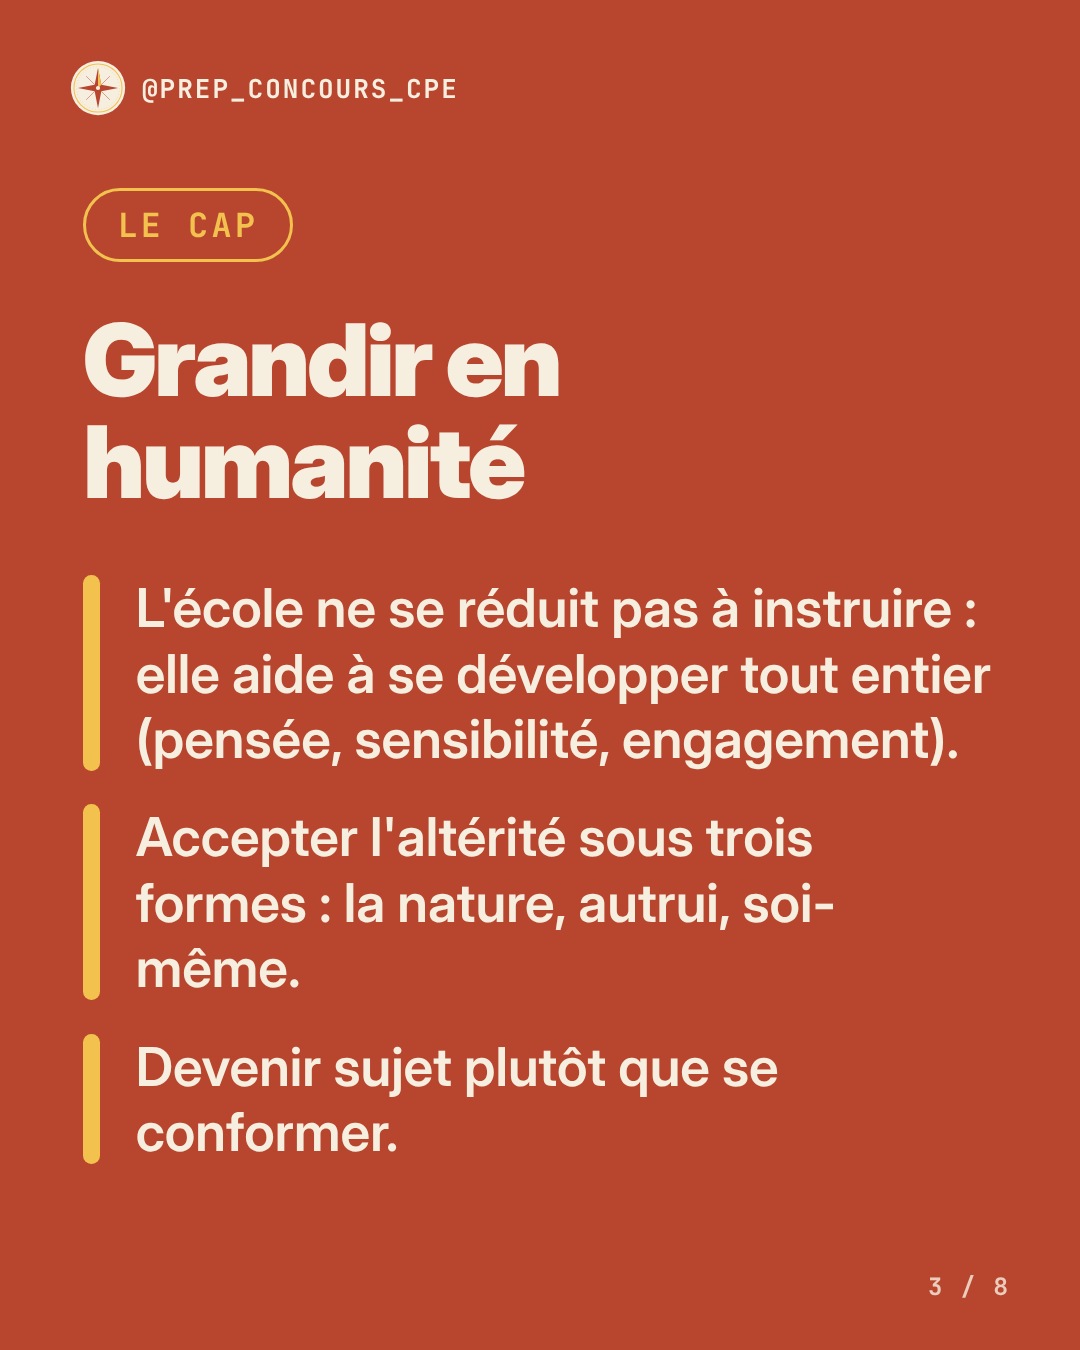 @PREP_CONCOURS_CPE
LE CAP
Grandir en
humanité
L'école ne se réduit pas à instruire :
elle aide à se développer tout entier
(pensée, sensibilité, engagement).
Accepter l'altérité sous trois
formes : la nature, autrui, soi-
même.
Devenir sujet plutôt que se
conformer.
3 / 8